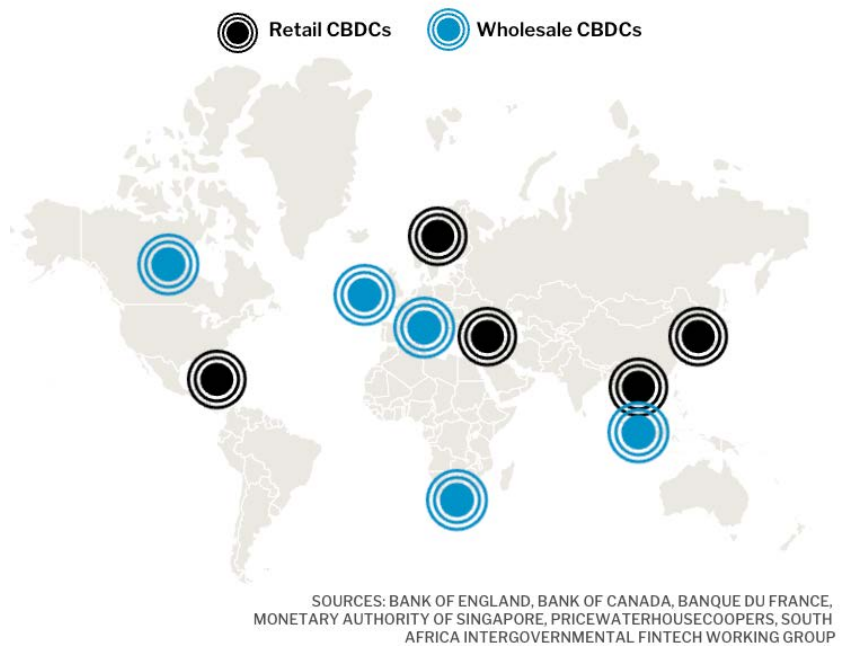 Retail CBDCs
Wholesale CBDCs
SOURCES: BANK OF ENGLAND, BANK OF CANADA, BANQUE DU FRANCE,
MONETARY AUTHORITY OF SINGAPORE, PRICEWATERHOUSECOOPERS, SOUTH
AFRICA INTERGOVERNMENTAL FINTECH WORKING GROUP